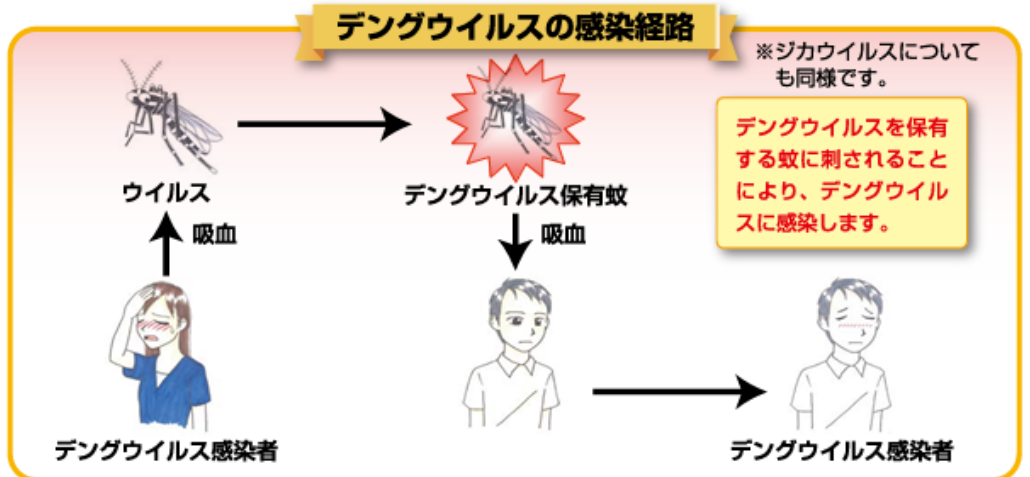 デングウイルスの感染経路
※ジカウイルスについて
も同様です。
デングウイルスを保有
する蚊に刺されること
により、デングウイル
スに感染します。
ウイルス
デングウイルス保有蚊
吸血
吸血
デングウイルス感染者
デングウイルス感染者